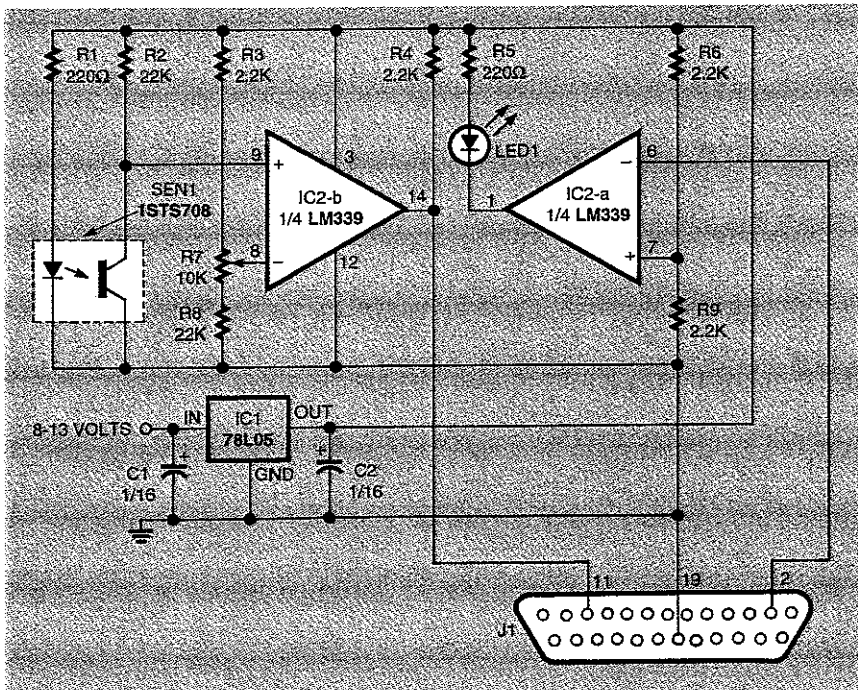 R1
220Ω
R2
22K
R3
2.2K
R4
2.2K
R5
220Ω
R6
2.2K
LED1
9
+
3
IC2-b
1/4 LM339
14
1
IC2-a
1/4 LM339
−
6
+
7
SEN1
ISTS708
R7
10K
8
−
12
R8
22K
R9
2.2K
8-13 VOLTS
IN
IC1
78L05
OUT
GND
+
C1
1/16
+
C2
1/16
11
19
2
J1